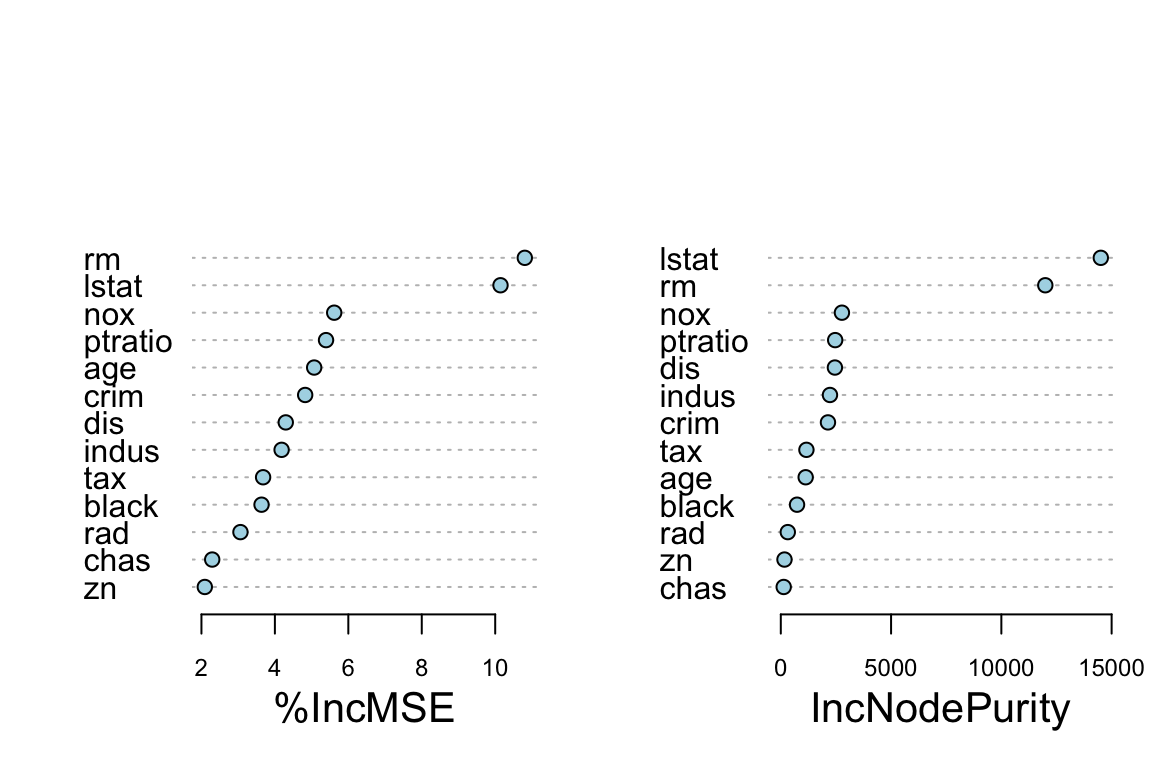 rm
lstat
nox
ptratio
age
crim
dis
indus
tax
black
rad
chas
zn
2 4 6 8 10
%IncMSE
lstat
rm
nox
ptratio
dis
indus
crim
tax
age
black
rad
zn
chas
0 5000 10000 15000
IncNodePurity